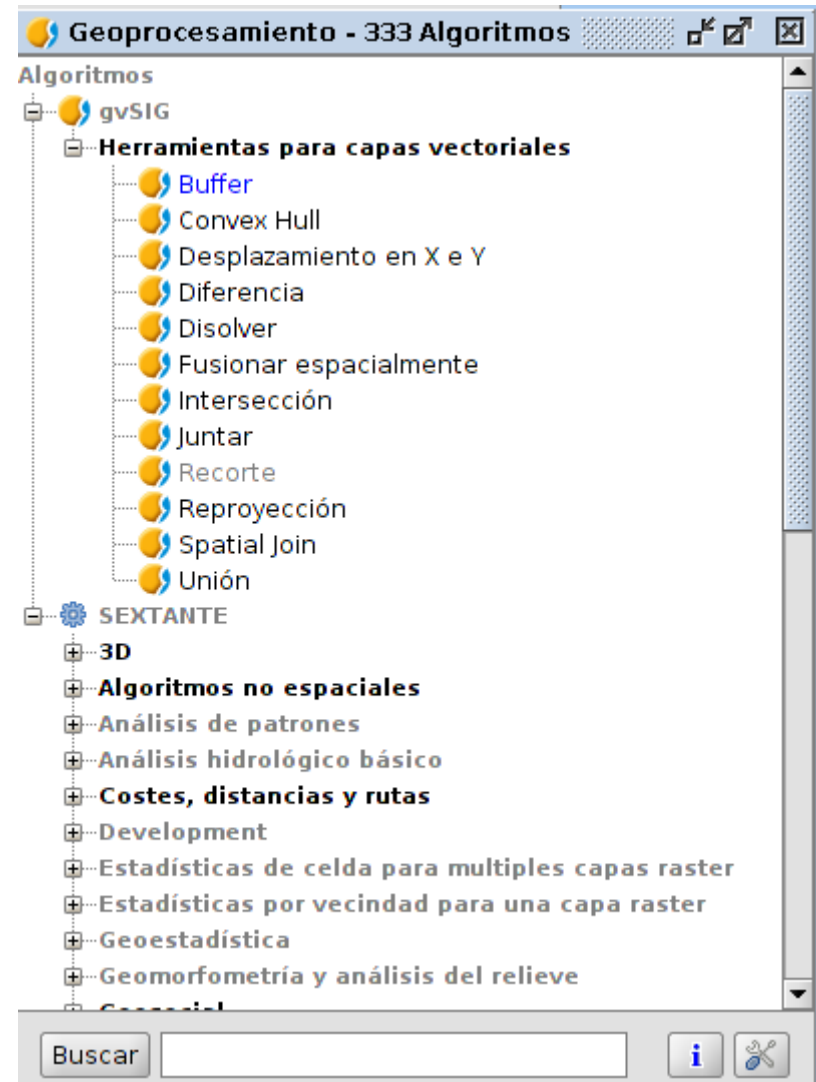 Geoprocesamiento - 333 Algoritmos
Algoritmos
gvSIG
Herramientas para capas vectoriales
Buffer
Convex Hull
Desplazamiento en X e Y
Diferencia
Disolver
Fusionar espacialmente
Intersección
Juntar
Recorte
Reproyección
Spatial Join
Unión
SEXTANTE
3D
Algoritmos no espaciales
Análisis de patrones
Análisis hidrológico básico
Costes, distancias y rutas
Development
Estadísticas de celda para multiples capas raster
Estadísticas por vecindad para una capa raster
Geoestadística
Geomorfometría y análisis del relieve
Buscar
i